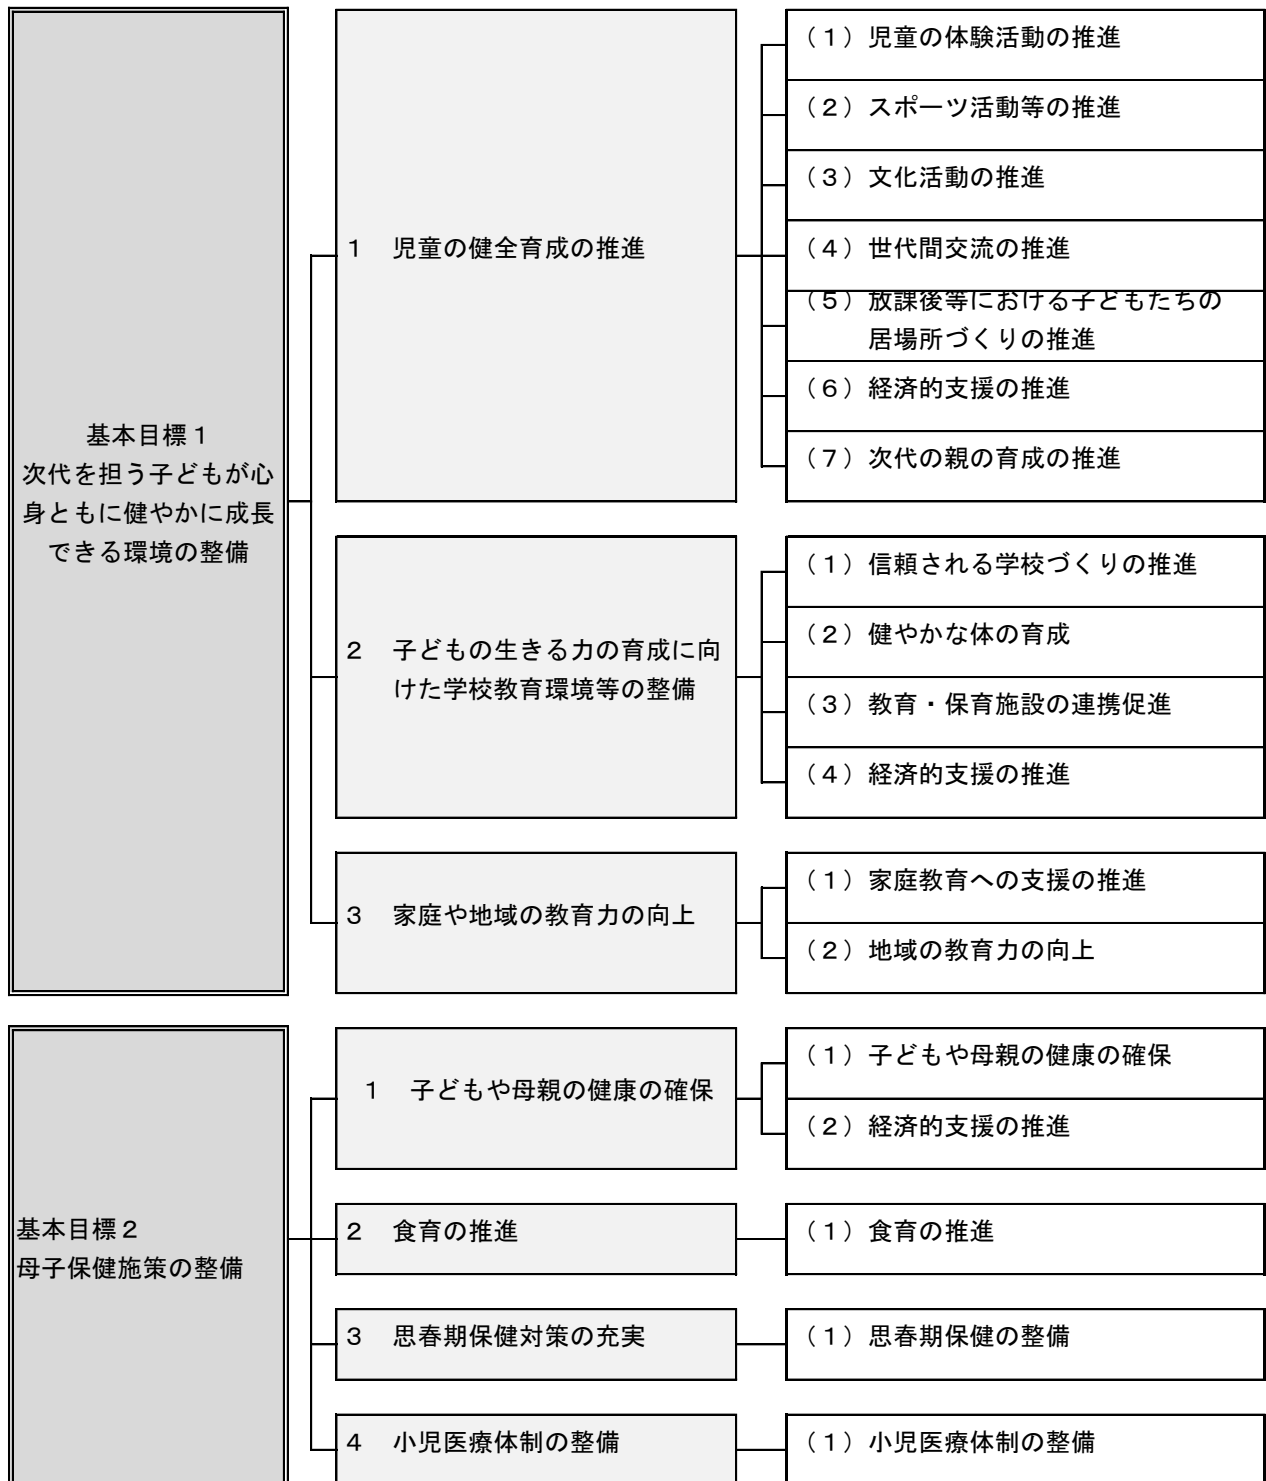 基本目標１
次代を担う子どもが心
身ともに健やかに成長
できる環境の整備
１　児童の健全育成の推進
（１）児童の体験活動の推進
（２）スポーツ活動等の推進
（３）文化活動の推進
（４）世代間交流の推進
（５）放課後等における子どもたちの
居場所づくりの推進
（６）経済的支援の推進
（７）次代の親の育成の推進
２　子どもの生きる力の育成に向
けた学校教育環境等の整備
（１）信頼される学校づくりの推進
（２）健やかな体の育成
（３）教育・保育施設の連携促進
（４）経済的支援の推進
３　家庭や地域の教育力の向上
（１）家庭教育への支援の推進
（２）地域の教育力の向上
基本目標２
母子保健施策の整備
１　子どもや母親の健康の確保
（１）子どもや母親の健康の確保
（２）経済的支援の推進
２　食育の推進
（１）食育の推進
３　思春期保健対策の充実
（１）思春期保健の整備
４　小児医療体制の整備
（１）小児医療体制の整備